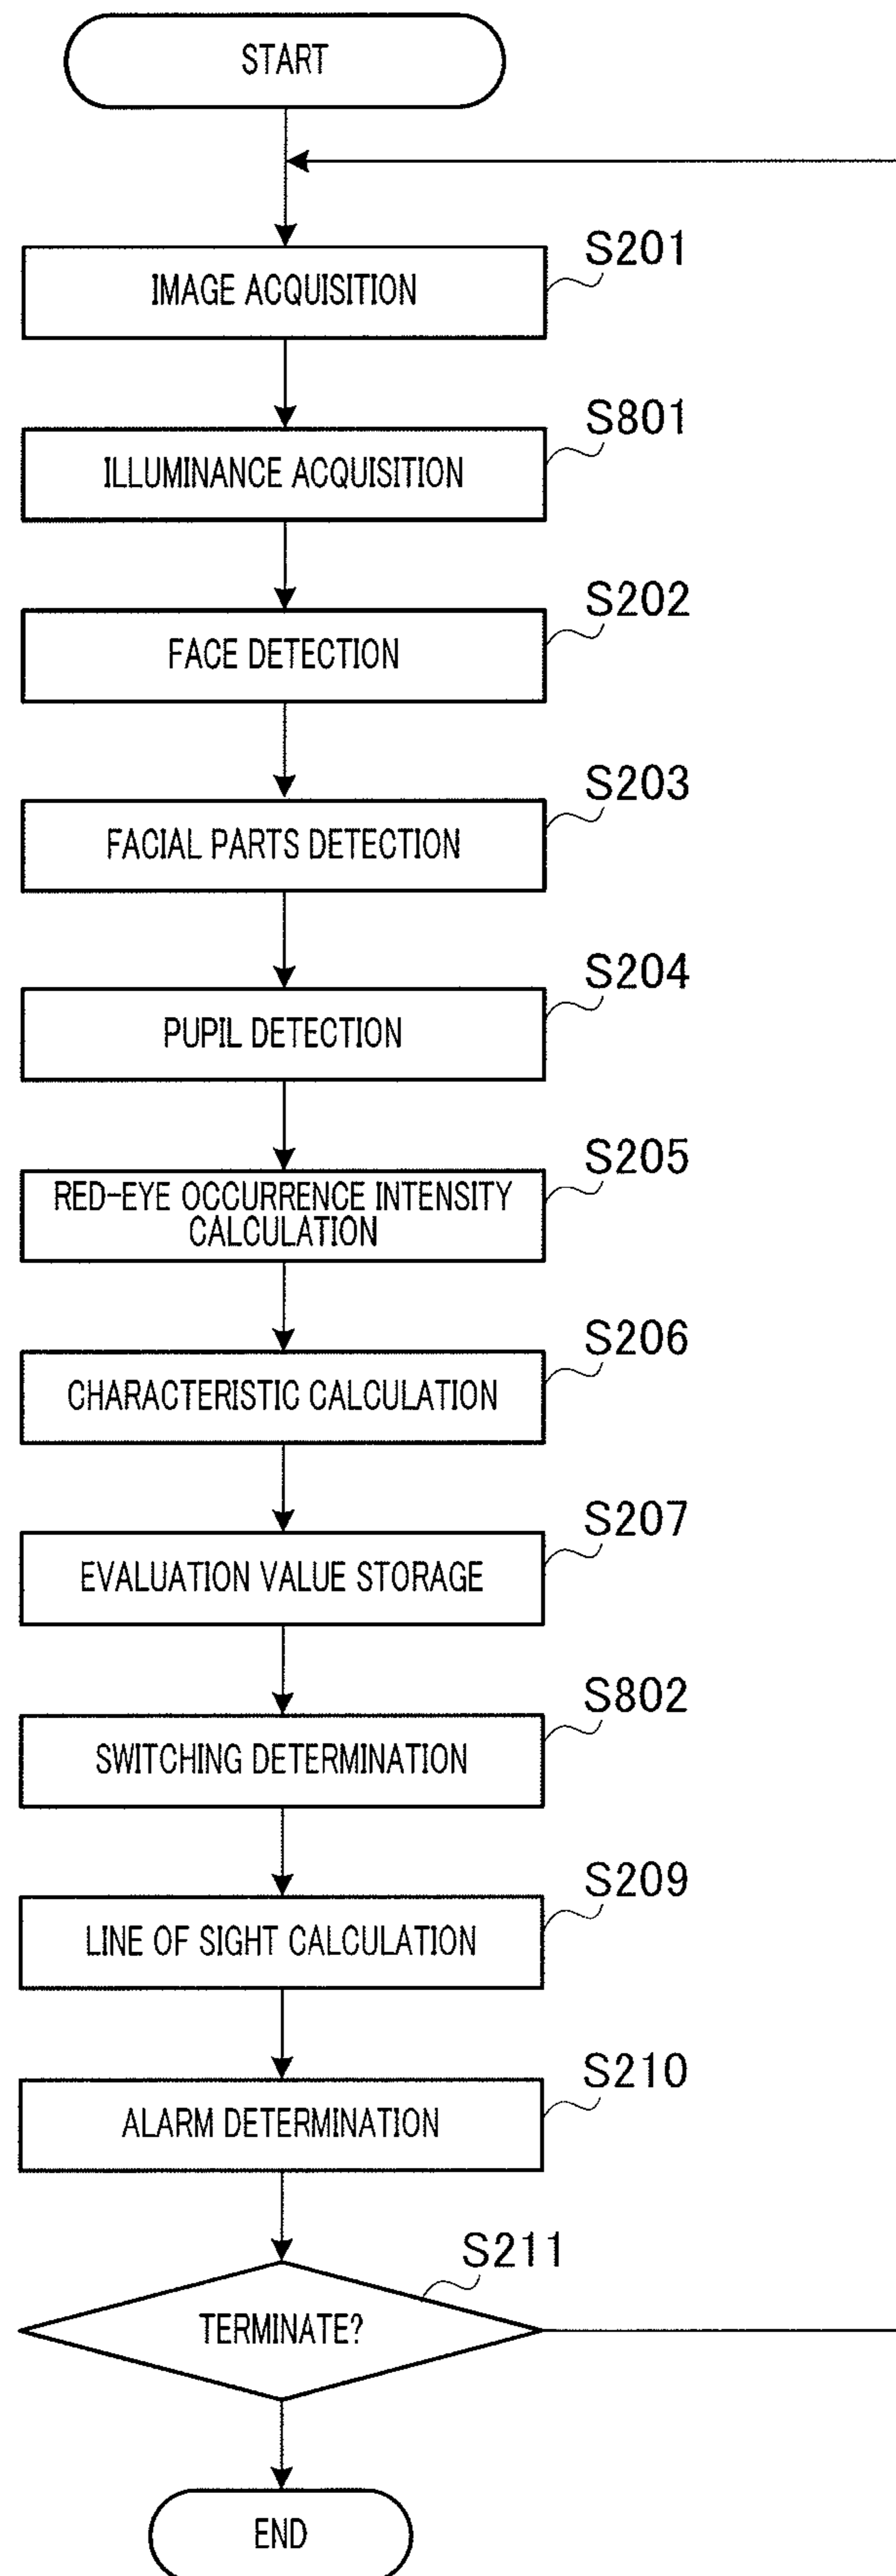 START
S201
IMAGE ACQUISITION
S801
ILLUMINANCE ACQUISITION
S202
FACE DETECTION
S203
FACIAL PARTS DETECTION
S204
PUPIL DETECTION
S205
RED-EYE OCCURRENCE INTENSITY
CALCULATION
S206
CHARACTERISTIC CALCULATION
S207
EVALUATION VALUE STORAGE
S802
SWITCHING DETERMINATION
S209
LINE OF SIGHT CALCULATION
S210
ALARM DETERMINATION
S211
TERMINATE?
END